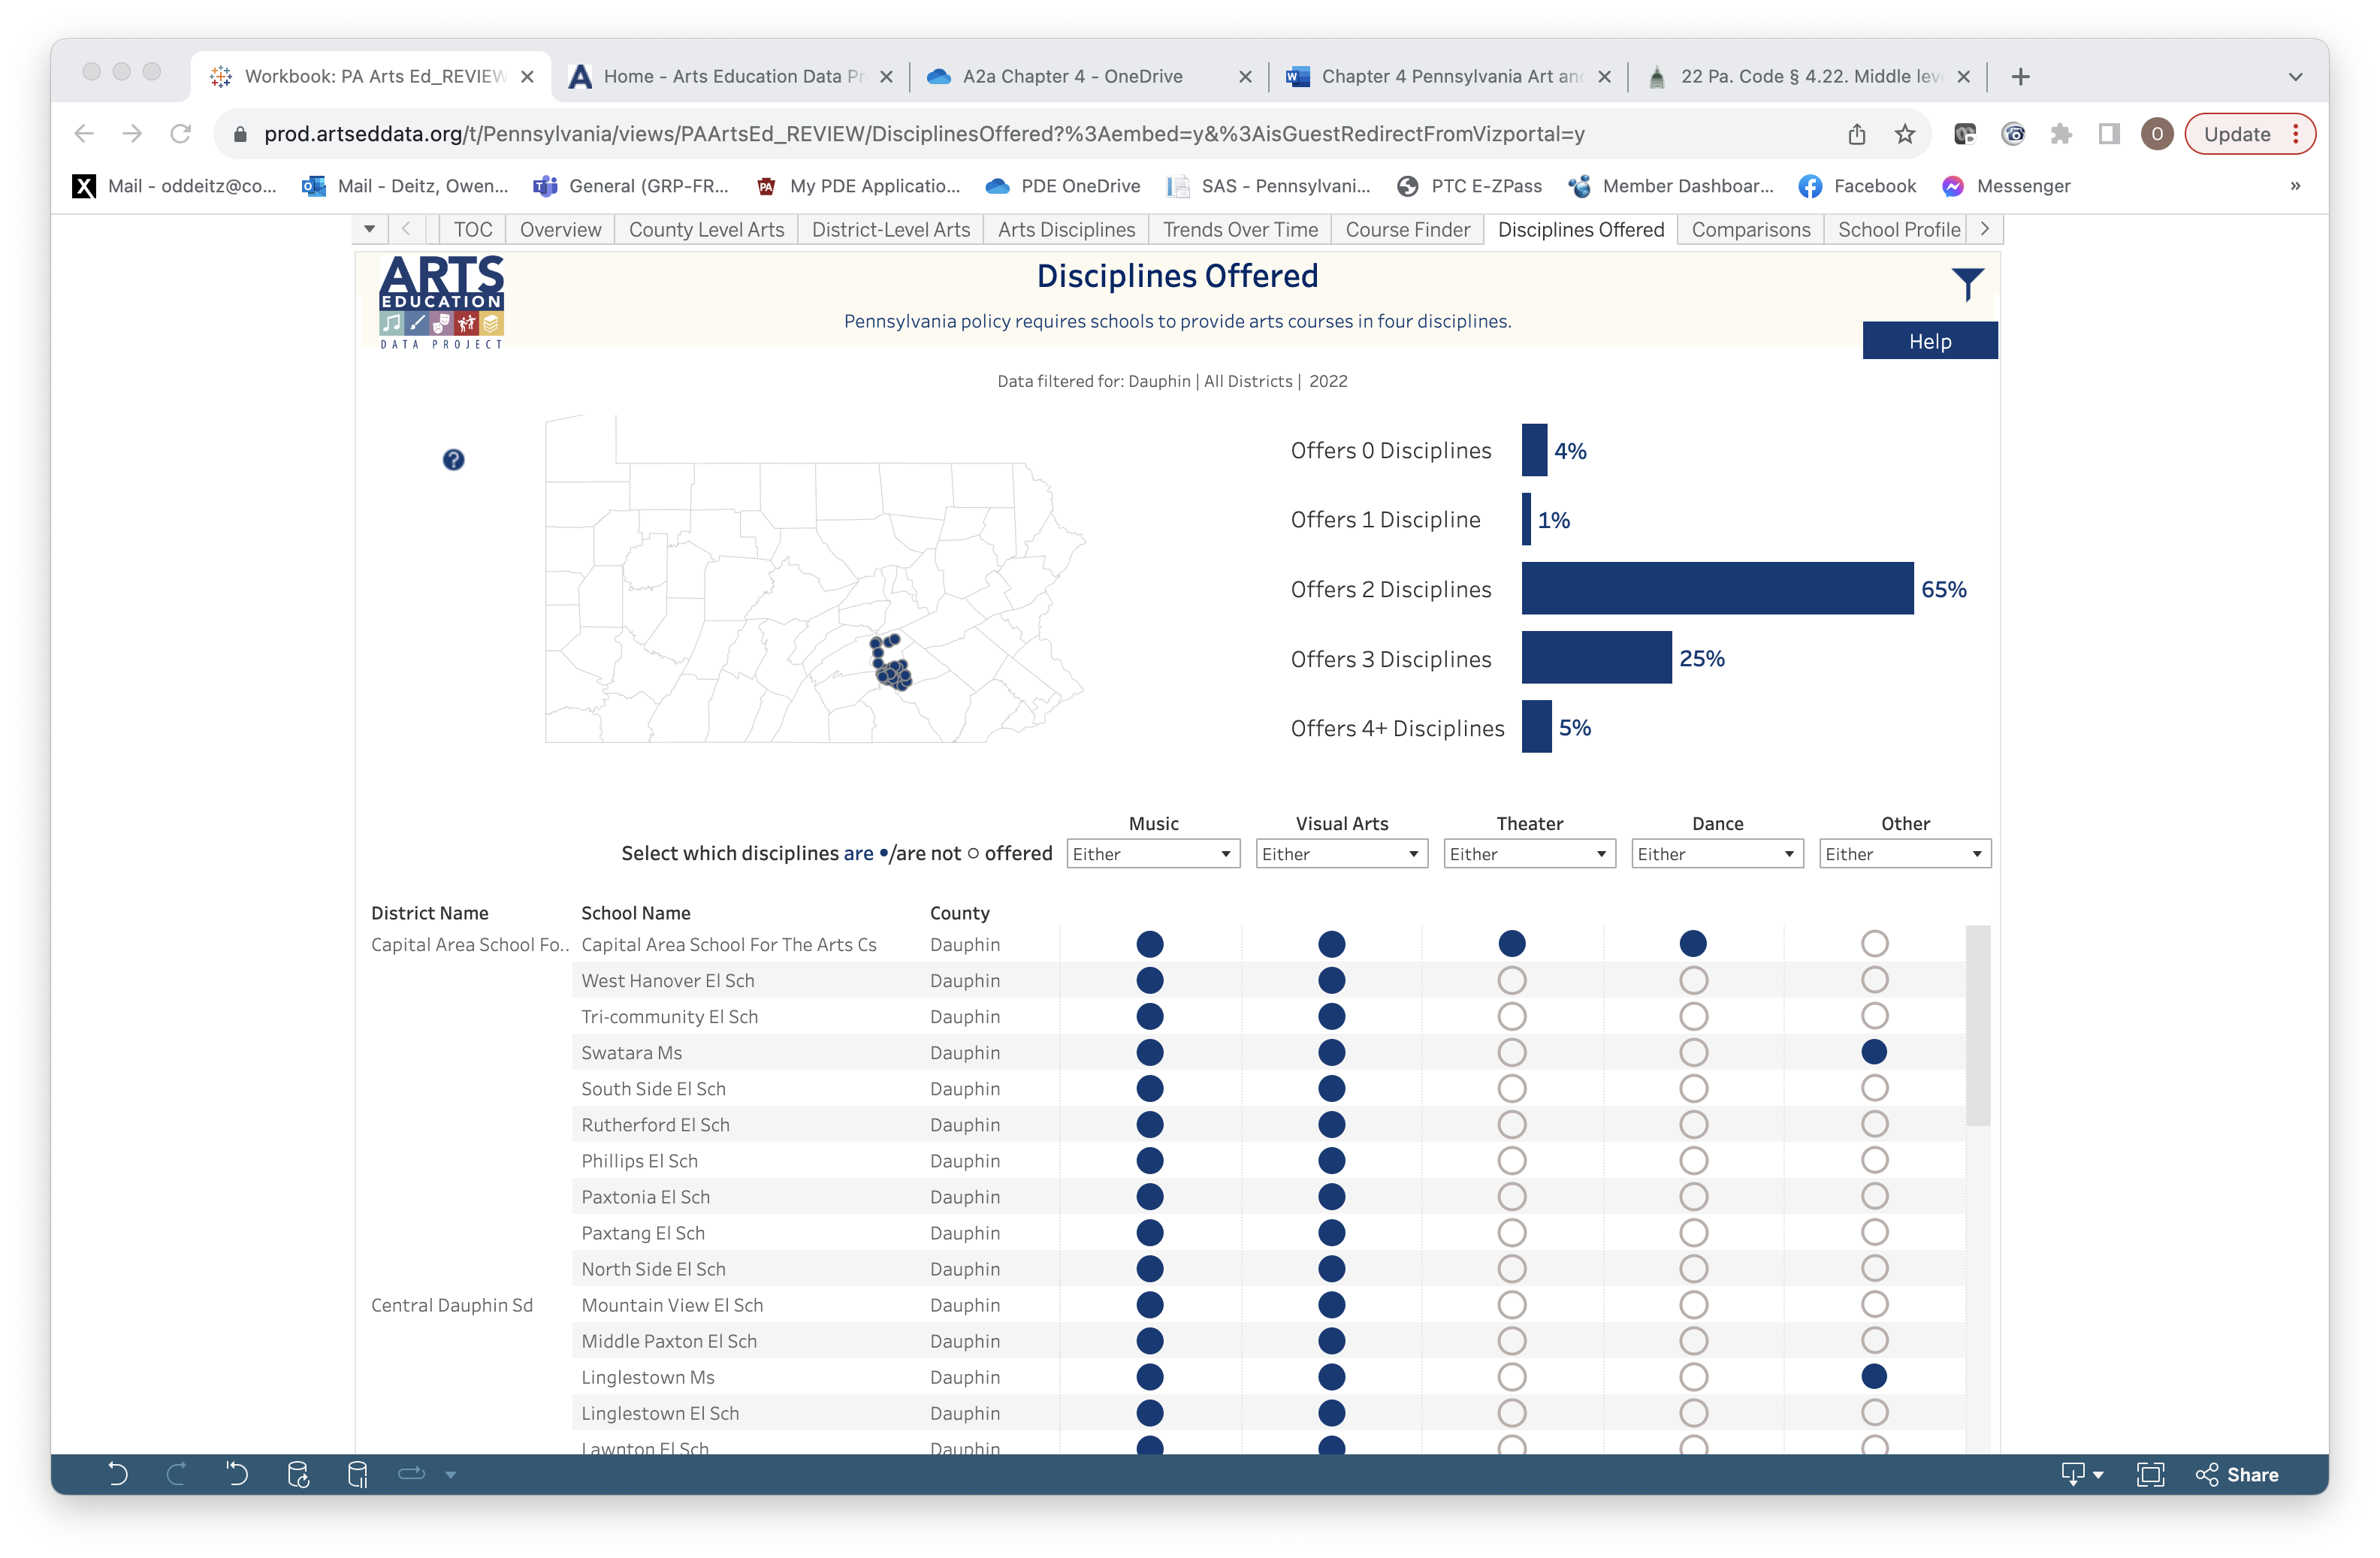 Workbook: PA Arts Ed_REVIEW
Home - Arts Education Data Pr
A2a Chapter 4 - OneDrive
Chapter 4 Pennsylvania Art an
22 Pa. Code § 4.22. Middle lev
prod.artseddata.org/t/Pennsylvania/views/PAArtsEd_REVIEW/DisciplinesOffered?%3Aembed=y&%3AisGuestRedirectFromVizportal=y
O
Update
Mail - oddeitz@co...
Mail - Deitz, Owen...
General (GRP-FR...
My PDE Applicatio...
PDE OneDrive
SAS - Pennsylvani...
PTC E-ZPass
Member Dashboar...
Facebook
Messenger
»
TOC
Overview
County Level Arts
District-Level Arts
Arts Disciplines
Trends Over Time
Course Finder
Disciplines Offered
Comparisons
School Profile
ARTS
EDUCATION
DATA PROJECT
Disciplines Offered
Pennsylvania policy requires schools to provide arts courses in four disciplines.
Help
Data filtered for: Dauphin | All Districts | 2022
?
Offers 0 Disciplines 4%
Offers 1 Discipline 1%
Offers 2 Disciplines 65%
Offers 3 Disciplines 25%
Offers 4+ Disciplines 5%
Music Visual Arts Theater Dance Other
Select which disciplines are •/are not ○ offered Either Either Either Either Either
District Name School Name County
Capital Area School Fo.. Capital Area School For The Arts Cs Dauphin
West Hanover El Sch Dauphin
Tri-community El Sch Dauphin
Swatara Ms Dauphin
South Side El Sch Dauphin
Rutherford El Sch Dauphin
Phillips El Sch Dauphin
Paxtonia El Sch Dauphin
Paxtang El Sch Dauphin
North Side El Sch Dauphin
Central Dauphin Sd Mountain View El Sch Dauphin
Middle Paxton El Sch Dauphin
Linglestown Ms Dauphin
Linglestown El Sch Dauphin
Lawnton El Sch Dauphin
Share